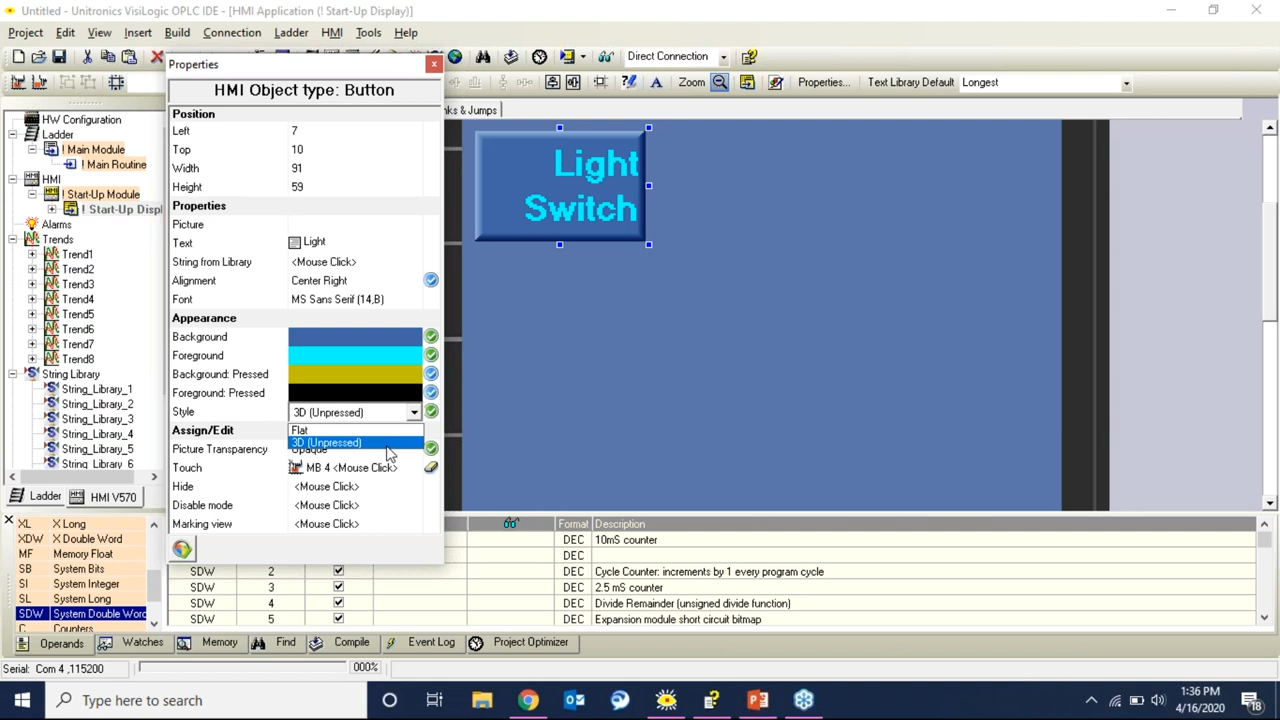 Untitled - Unitronics VisiLogic OPLC IDE - [HMI Application (! Start-Up Display)]
Project Edit View Insert Build Connection Ladder HMI Tools Help
Direct Connection
Zoom Properties... Text Library Default Longest
Properties
HMI Object type: Button
Position
Left 7
Top 10
Width 91
Height 59
Properties
Picture
Text Light
String from Library <Mouse Click>
Alignment Center Right
Font MS Sans Serif (14,B)
Appearance
Background
Foreground
Background: Pressed
Foreground: Pressed
Style 3D (Unpressed)
Flat
3D (Unpressed)
Assign/Edit
Picture Transparency Opaque
Touch MB 4 <Mouse Click>
Hide <Mouse Click>
Disable mode <Mouse Click>
Marking view <Mouse Click>
HW Configuration
Ladder
! Main Module
! Main Routine
HMI
! Start-Up Module
! Start-Up Displ
Alarms
Trends
Trend1
Trend2
Trend3
Trend4
Trend5
Trend6
Trend7
Trend8
String Library
String_Library_1
String_Library_2
String_Library_3
String_Library_4
String_Library_5
String_Library_6
Ladder HMI V570
ks & Jumps
Light
Switch
XL X Long
XDW X Double Word
MF Memory Float
SB System Bits
SI System Integer
SL System Long
SDW System Double Word
C Counters
Format Description
DEC 10mS counter
DEC
SDW 2 DEC Cycle Counter: increments by 1 every program cycle
SDW 3 DEC 2.5 mS counter
SDW 4 DEC Divide Remainder (unsigned divide function)
SDW 5 DEC Expansion module short circuit bitmap
Operands Watches Memory Find Compile Event Log Project Optimizer
Serial: Com 4 ,115200 000%
Type here to search
1:36 PM
4/16/2020
18